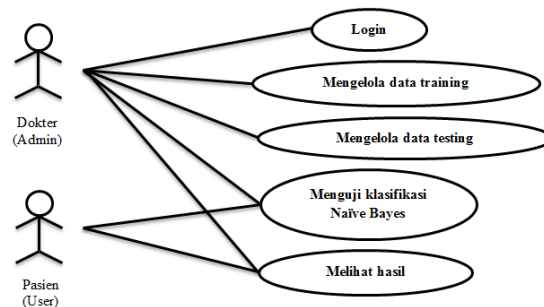 Login
Mengelola data training
Dokter
(Admin)
Mengelola data testing
Menguji klasifikasi
Naïve Bayes
Pasien
(User)
Melihat hasil